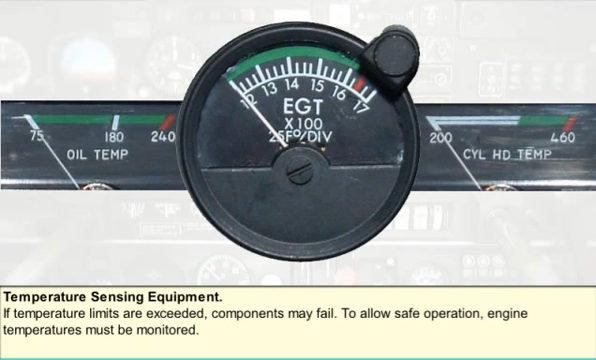 12 13 14 15 16 17
EGT
X100
25F°/DIV
75 180 240
OIL TEMP
200 460
CYL HD TEMP
Temperature Sensing Equipment.
If temperature limits are exceeded, components may fail. To allow safe operation, engine
temperatures must be monitored.